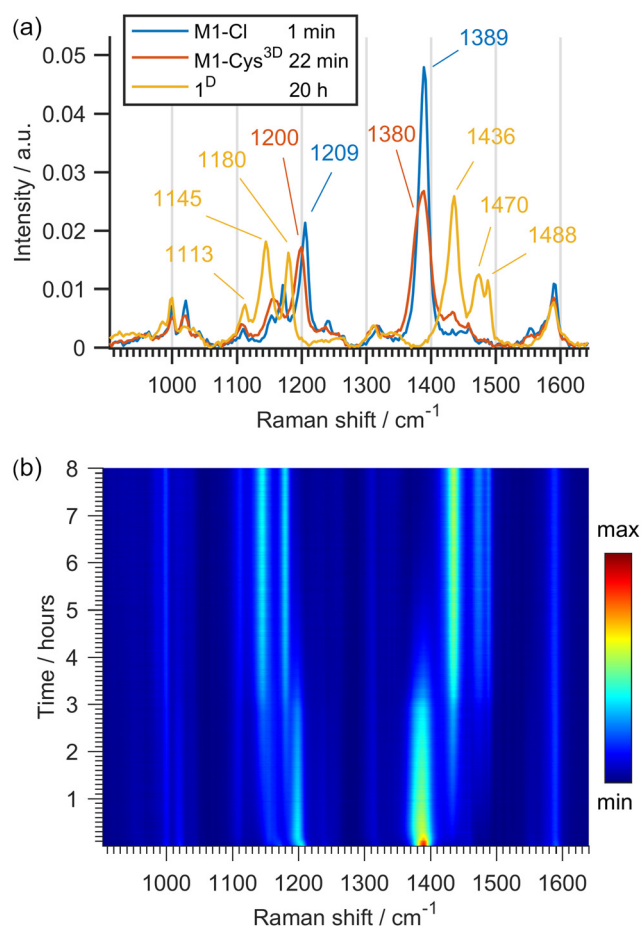 (a)
M1-Cl 1 min
M1-Cys3D 22 min
1D 20 h
0.05
0.04
0.03
0.02
0.01
0
Intensity / a.u.
1389
1200
1209
1380
1436
1180
1145
1113
1470
1488
1000 1100 1200 1300 1400 1500 1600
Raman shift / cm-1
(b)
8
7
6
5
4
3
2
1
Time / hours
max
min
1000 1100 1200 1300 1400 1500 1600
Raman shift / cm-1